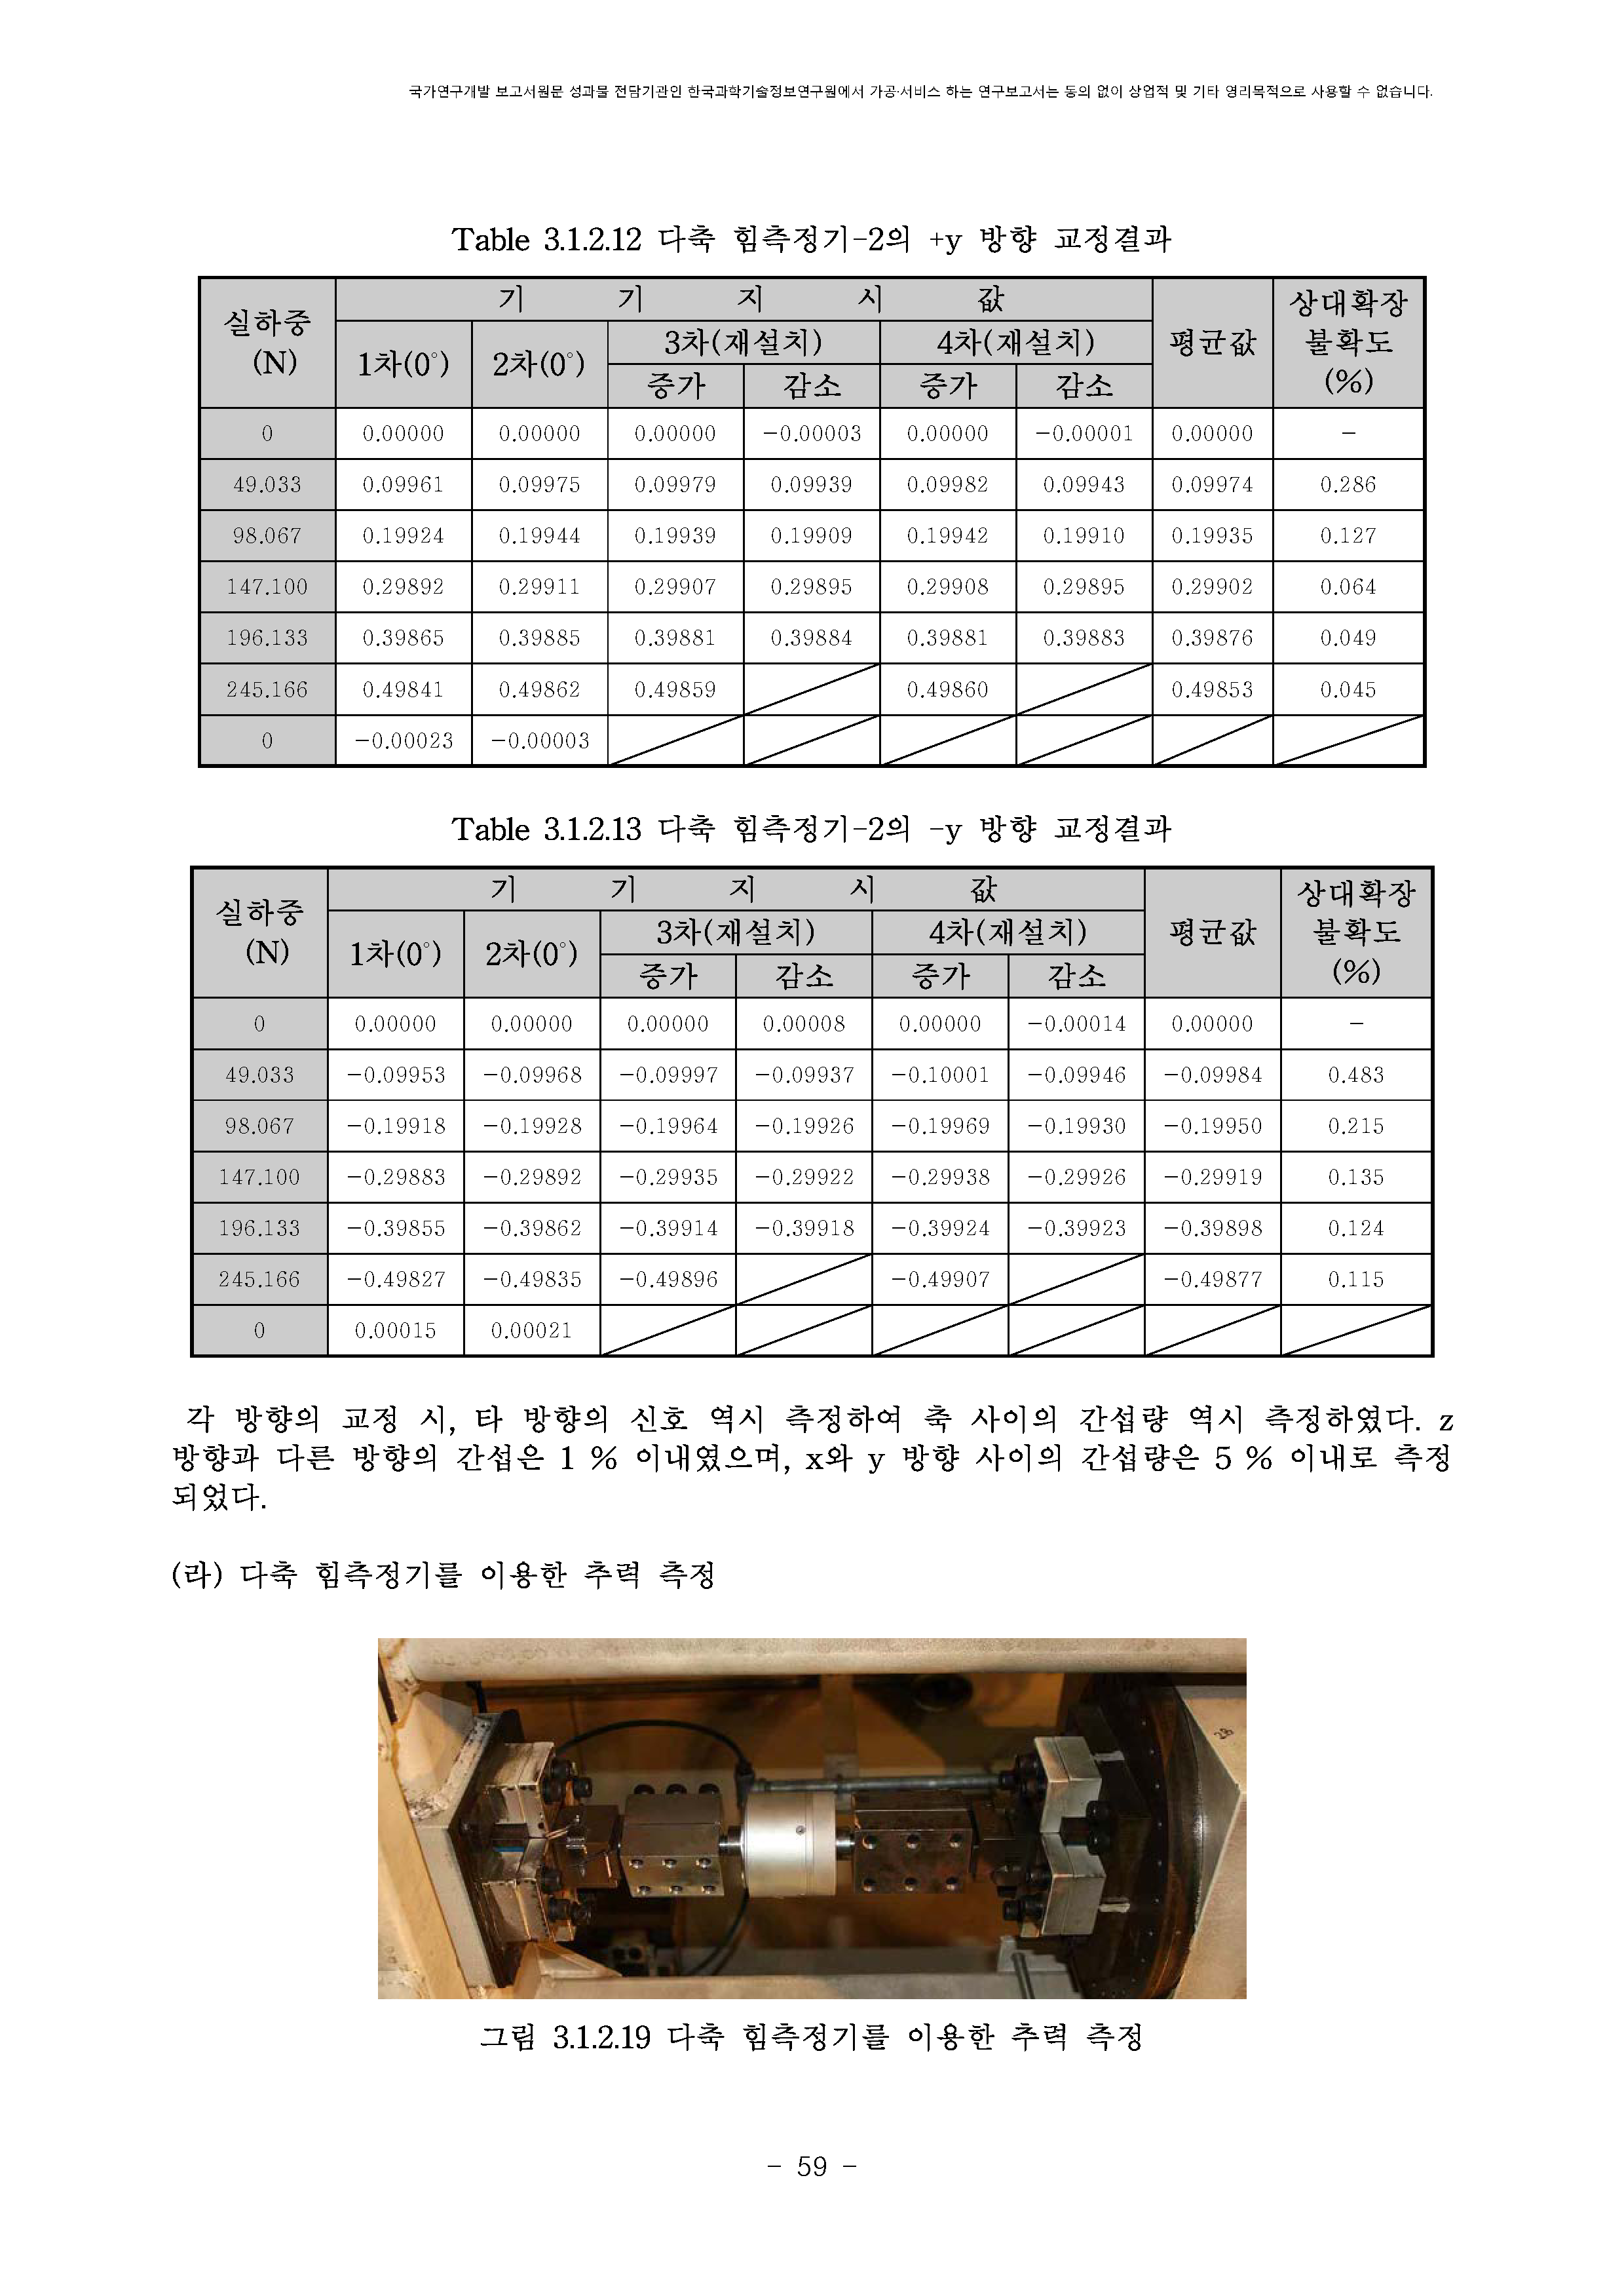 국가연구개발 보고서원문 성과물 전담기관인 한국과학기술정보연구원에서 가공·서비스 하는 연구보고서는 동의 없이 상업적 및 기타 영리목적으로 사용할 수 없습니다.
Table 3.1.2.12 다축 힘측정기-2의 +y 방향 교정결과
실하중 (N) 기 기 지 시 값 평균값 상대확장 불확도 (%)
1차(0°) 2차(0°) 3차(재설치) 4차(재설치)
증가 감소 증가 감소
0 0.00000 0.00000 0.00000 -0.00003 0.00000 -0.00001 0.00000 -
49.033 0.09961 0.09975 0.09979 0.09939 0.09982 0.09943 0.09974 0.286
98.067 0.19924 0.19944 0.19939 0.19909 0.19942 0.19910 0.19935 0.127
147.100 0.29892 0.29911 0.29907 0.29895 0.29908 0.29895 0.29902 0.064
196.133 0.39865 0.39885 0.39881 0.39884 0.39881 0.39883 0.39876 0.049
245.166 0.49841 0.49862 0.49859 0.49860 0.49853 0.045
0 -0.00023 -0.00003
Table 3.1.2.13 다축 힘측정기-2의 -y 방향 교정결과
실하중 (N) 기 기 지 시 값 평균값 상대확장 불확도 (%)
1차(0°) 2차(0°) 3차(재설치) 4차(재설치)
증가 감소 증가 감소
0 0.00000 0.00000 0.00000 0.00008 0.00000 -0.00014 0.00000 -
49.033 -0.09953 -0.09968 -0.09997 -0.09937 -0.10001 -0.09946 -0.09984 0.483
98.067 -0.19918 -0.19928 -0.19964 -0.19926 -0.19969 -0.19930 -0.19950 0.215
147.100 -0.29883 -0.29892 -0.29935 -0.29922 -0.29938 -0.29926 -0.29919 0.135
196.133 -0.39855 -0.39862 -0.39914 -0.39918 -0.39924 -0.39923 -0.39898 0.124
245.166 -0.49827 -0.49835 -0.49896 -0.49907 -0.49877 0.115
0 0.00015 0.00021
각 방향의 교정 시, 타 방향의 신호 역시 측정하여 축 사이의 간섭량 역시 측정하였다. z
방향과 다른 방향의 간섭은 1 % 이내였으며, x와 y 방향 사이의 간섭량은 5 % 이내로 측정
되었다.
(라) 다축 힘측정기를 이용한 추력 측정
28
그림 3.1.2.19 다축 힘측정기를 이용한 추력 측정
- 59 -